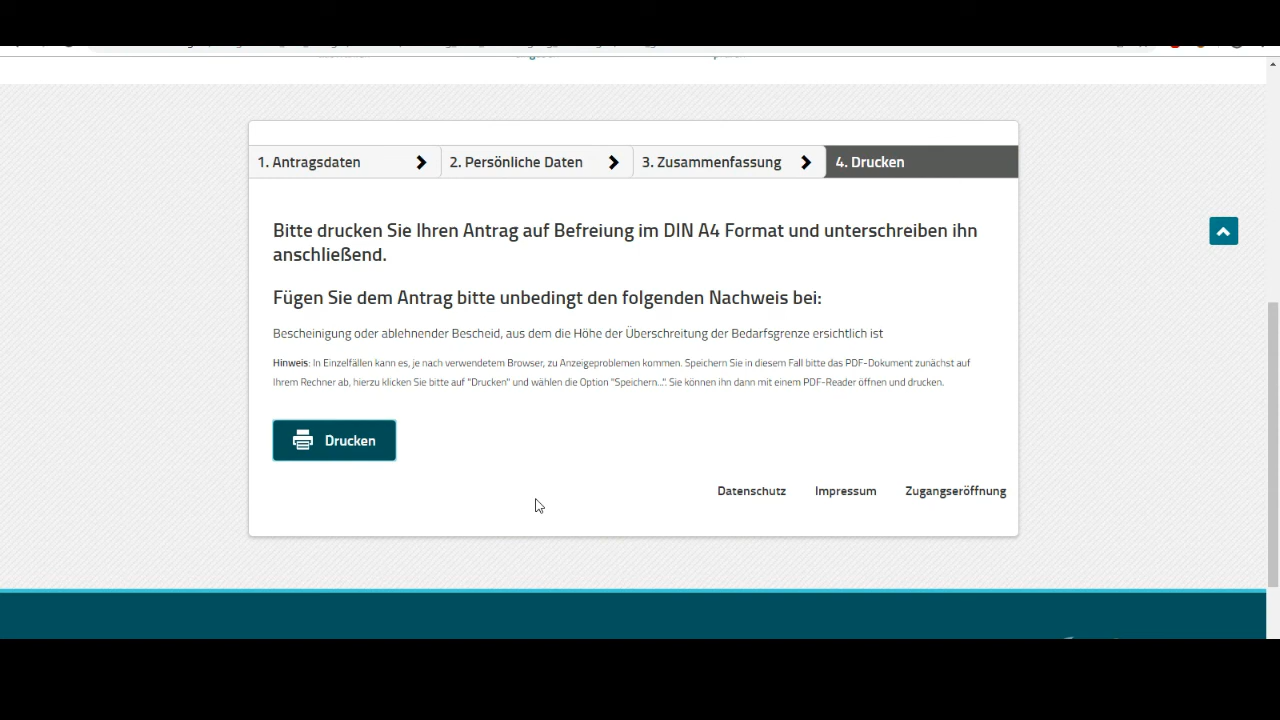 1. Antragsdaten
2. Persönliche Daten
3. Zusammenfassung
4. Drucken
Bitte drucken Sie Ihren Antrag auf Befreiung im DIN A4 Format und unterschreiben ihn
anschließend.
Fügen Sie dem Antrag bitte unbedingt den folgenden Nachweis bei:
Bescheinigung oder ablehnender Bescheid, aus dem die Höhe der Überschreitung der Bedarfsgrenze ersichtlich ist
Hinweis: In Einzelfällen kann es, je nach verwendetem Browser, zu Anzeigeproblemen kommen. Speichern Sie in diesem Fall bitte das PDF-Dokument zunächst auf
Ihrem Rechner ab, hierzu klicken Sie bitte auf "Drucken" und wählen die Option "Speichern...". Sie können ihn dann mit einem PDF-Reader öffnen und drucken.
Drucken
Datenschutz
Impressum
Zugangseröffnung